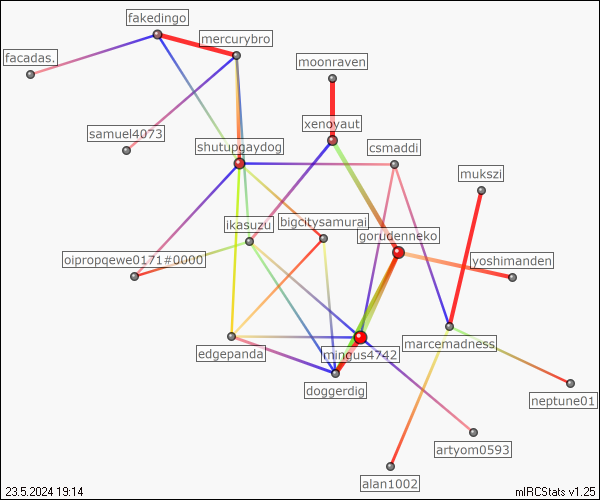 fakedingo
mercurybro
facadas.
moonraven
samuel4073
xenoyaut
shutupgaydog
csmaddi
mukszi
ikasuzu
bigcitysamurai
gorudenneko
oipropqewe0171#0000
yoshimanden
edgepanda
mingus4742
marcemadness
doggerdig
neptune01
artyom0593
alan1002
23.5.2024 19:14
mIRCStats v1.25